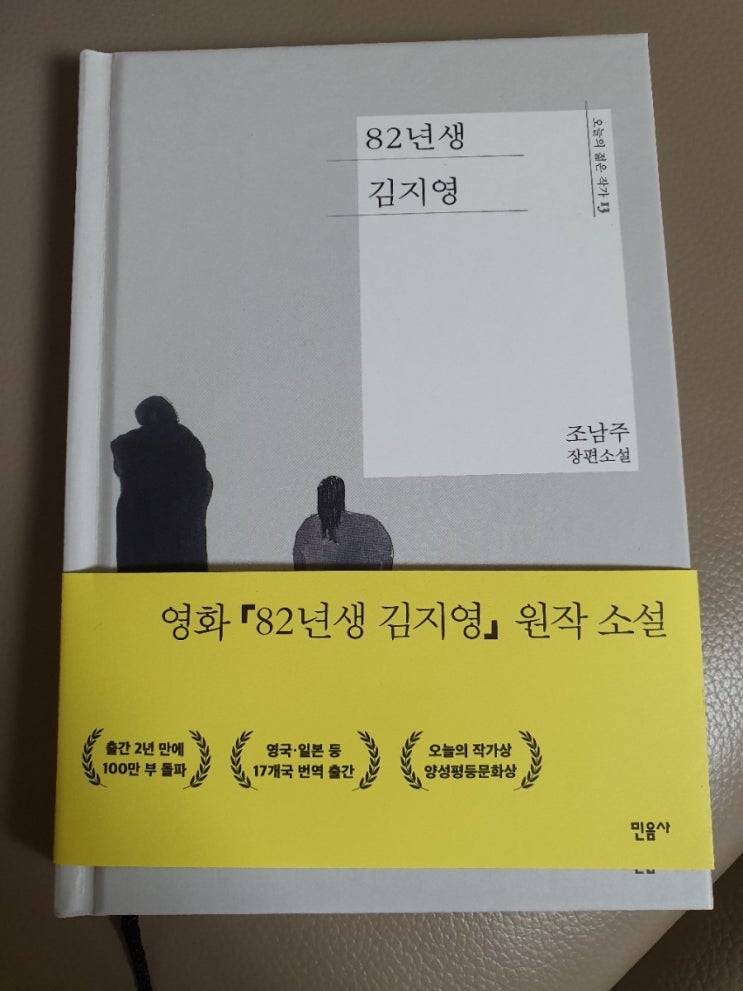 82년생
김지영
오늘의 젊은 작가 13
조남주
장편소설
영화 『82년생 김지영』 원작 소설
출간 2년 만에
100만 부 돌파
영국·일본 등
17개국 번역 출간
오늘의 작가상
양성평등문화상
민음사